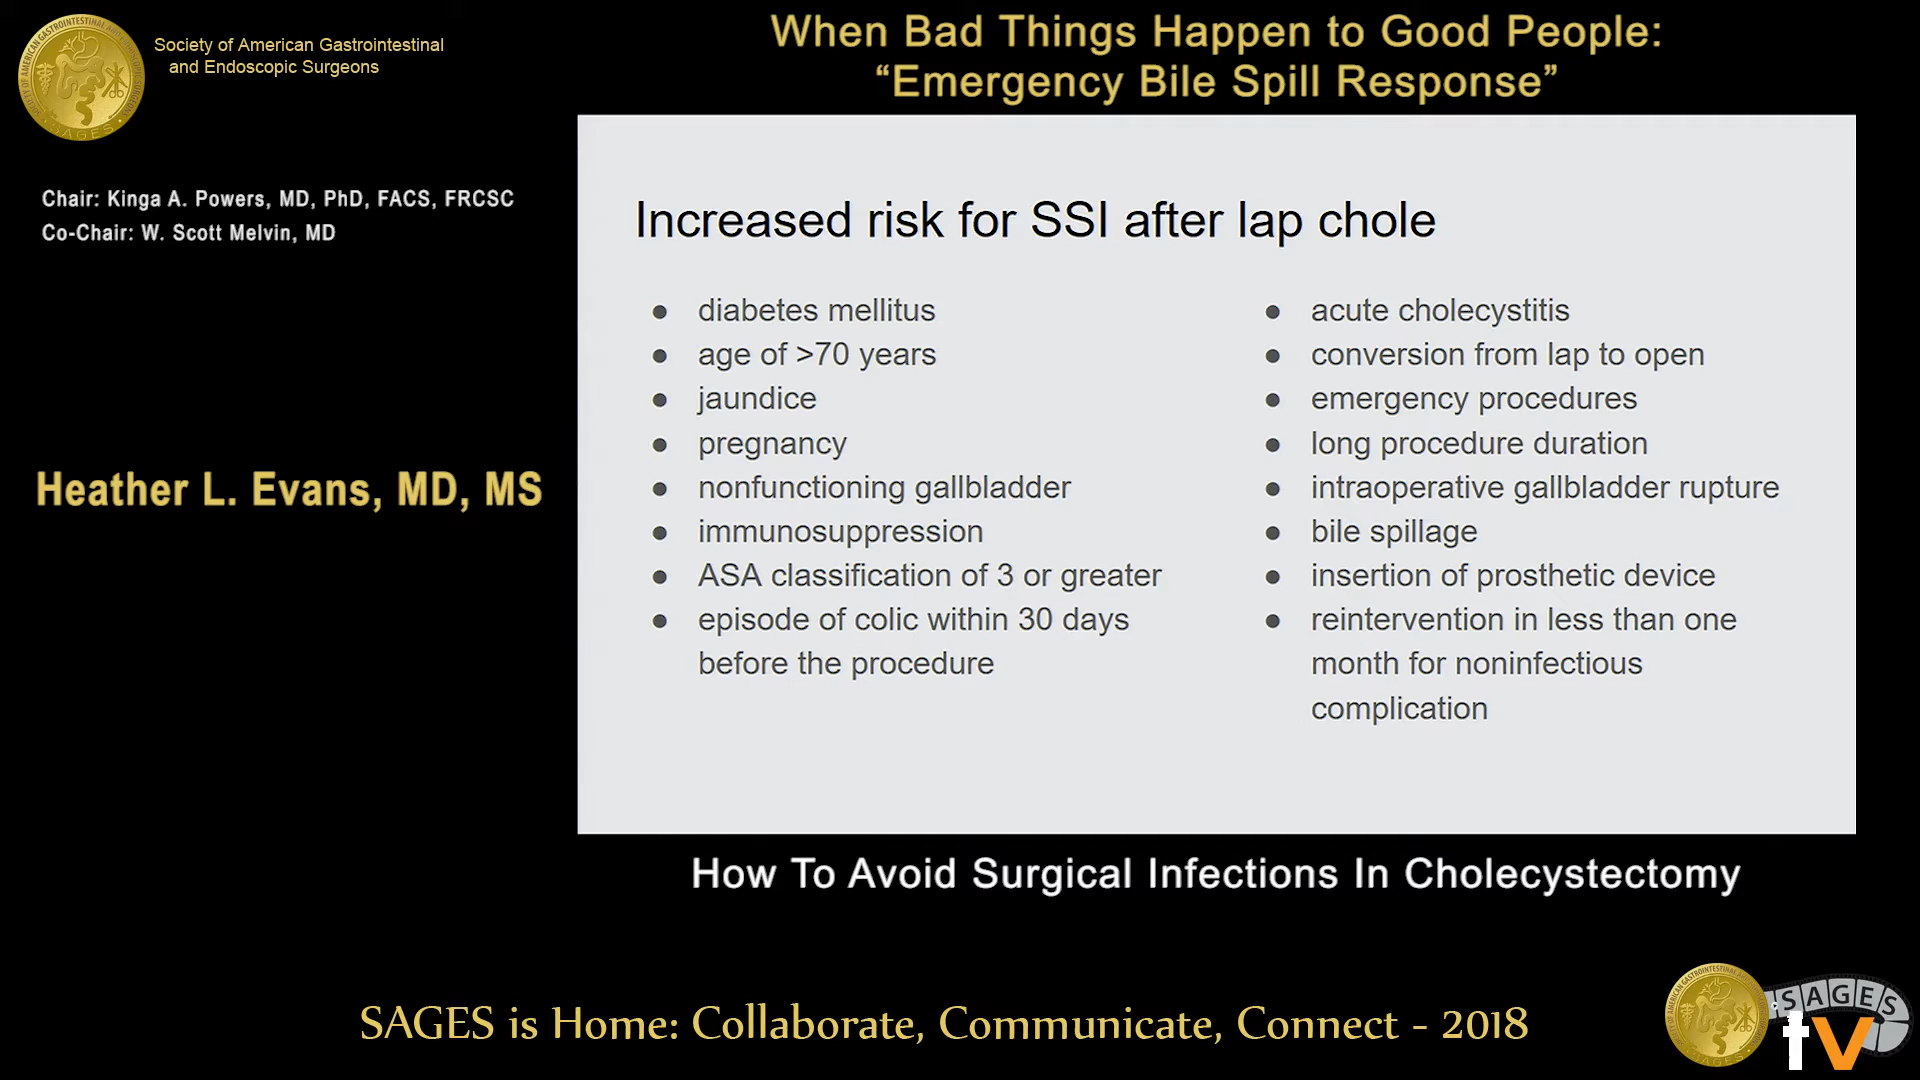 Society of American Gastrointestinal
and Endoscopic Surgeons
When Bad Things Happen to Good People:
“Emergency Bile Spill Response”
Chair: Kinga A. Powers, MD, PhD, FACS, FRCSC
Co-Chair: W. Scott Melvin, MD
Heather L. Evans, MD, MS
Increased risk for SSI after lap chole
● diabetes mellitus
● age of >70 years
● jaundice
● pregnancy
● nonfunctioning gallbladder
● immunosuppression
● ASA classification of 3 or greater
● episode of colic within 30 days
before the procedure
● acute cholecystitis
● conversion from lap to open
● emergency procedures
● long procedure duration
● intraoperative gallbladder rupture
● bile spillage
● insertion of prosthetic device
● reintervention in less than one
month for noninfectious
complication
How To Avoid Surgical Infections In Cholecystectomy
SAGES is Home: Collaborate, Communicate, Connect - 2018
SAGES
tv